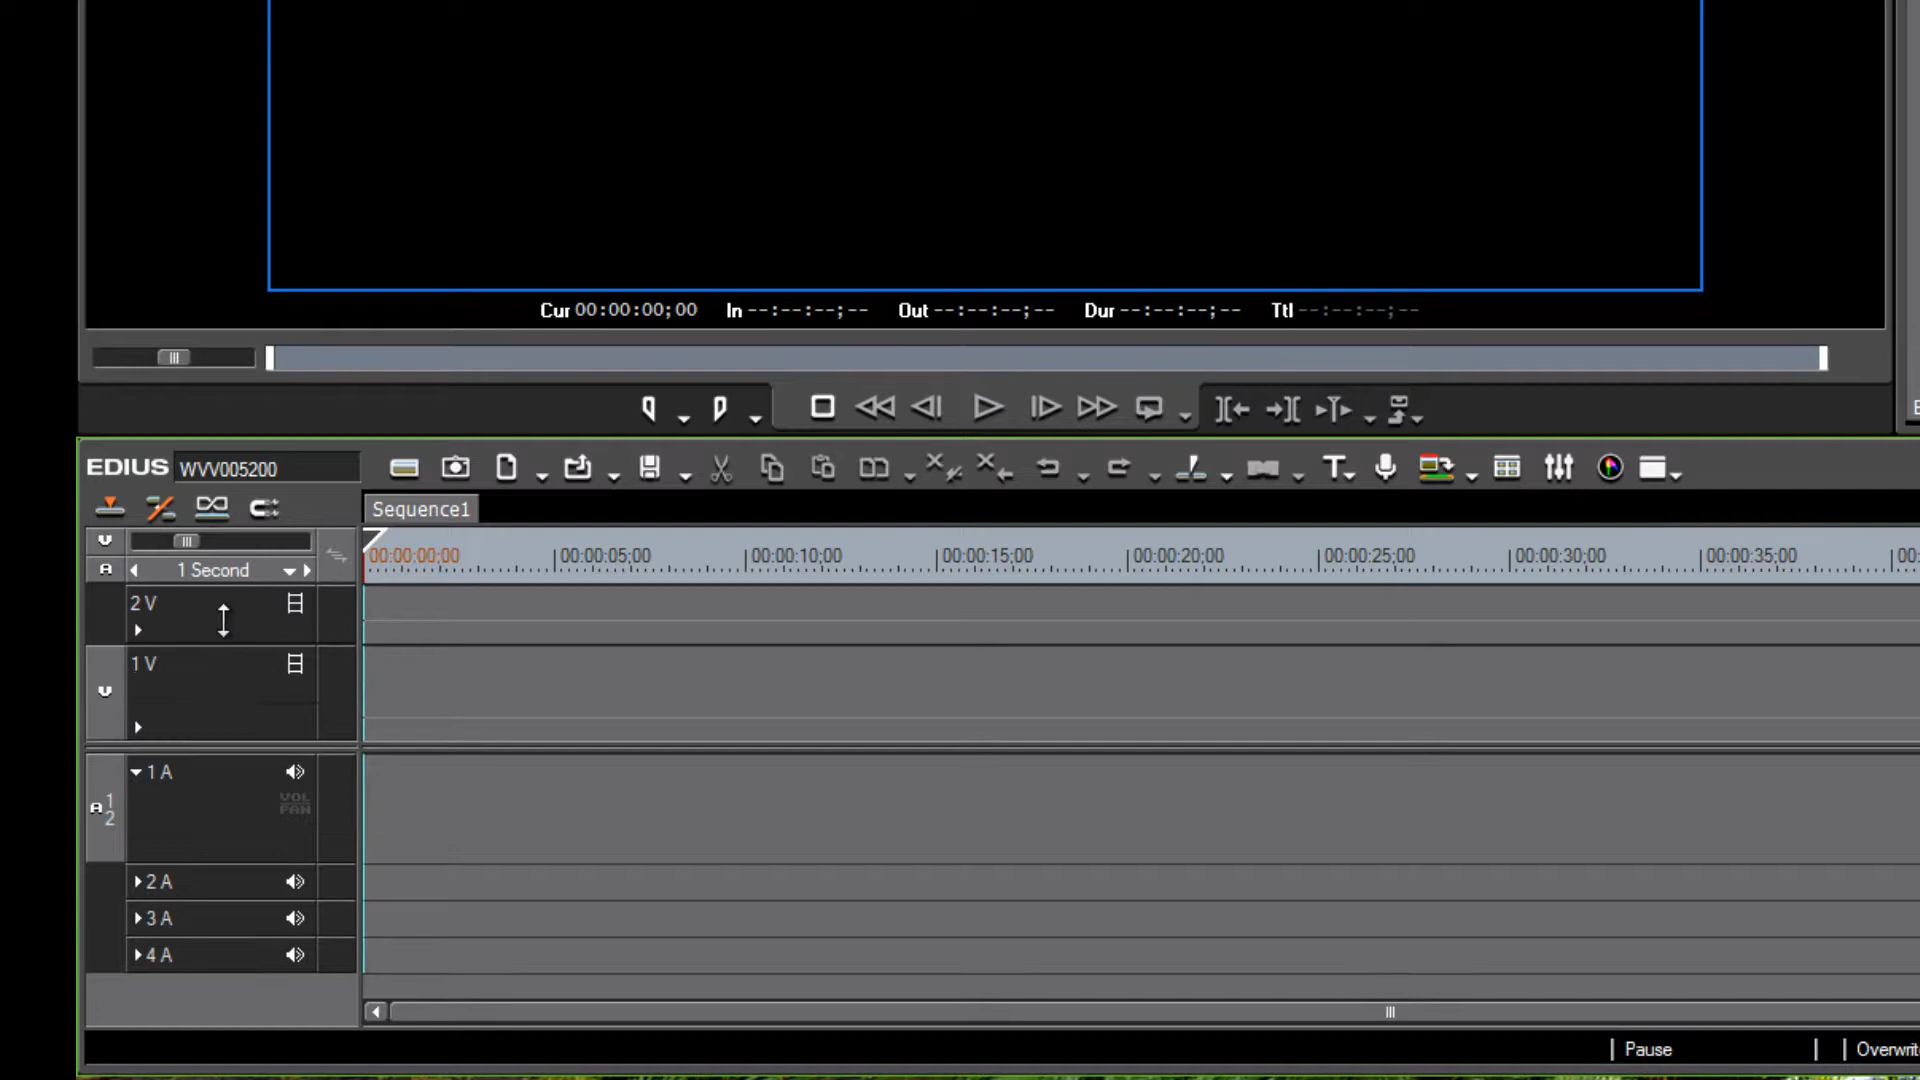 Cur 00:00:00;00 In --:--:--;-- Out --:--:--;-- Dur --:--:--;-- Ttl --:--:--;--
EDIUS WVV005200
Sequence1
00:00:00;00 00:00:05;00 00:00:10;00 00:00:15;00 00:00:20;00 00:00:25;00 00:00:30;00 00:00:35;00 00:
A 1 Second
2 V
V 1 V
1 A
VOL
PAN
A 1 2
2 A
3 A
4 A
Pause Overwrit